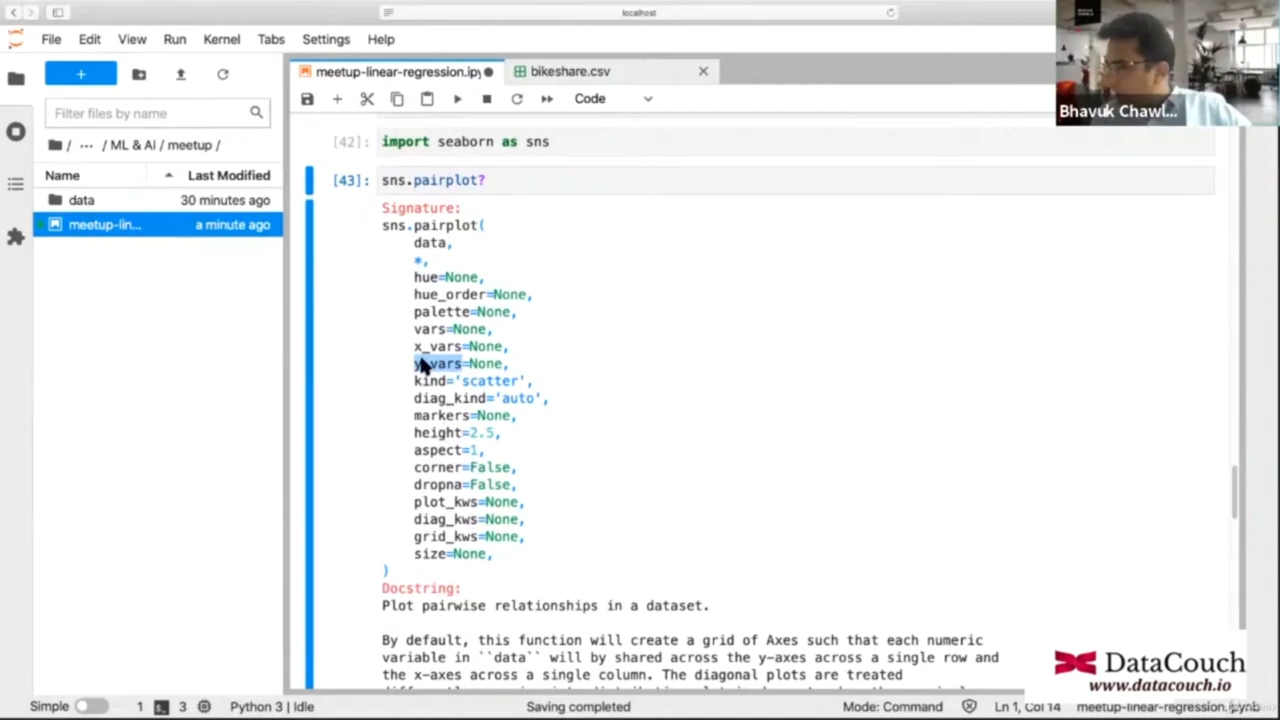 localhost
File Edit View Run Kernel Tabs Settings Help
Bhavuk Chawl...
meetup-linear-regression.ipy
bikeshare.csv
Code
Filter files by name
/ ··· / ML & AI / meetup /
Name Last Modified
data 30 minutes ago
meetup-lin... a minute ago
[42]: import seaborn as sns
[43]: sns.pairplot?
Signature:
sns.pairplot(
data,
*,
hue=None,
hue_order=None,
palette=None,
vars=None,
x_vars=None,
y_vars=None,
kind='scatter',
diag_kind='auto',
markers=None,
height=2.5,
aspect=1,
corner=False,
dropna=False,
plot_kws=None,
diag_kws=None,
grid_kws=None,
size=None,
)
Docstring:
Plot pairwise relationships in a dataset.
By default, this function will create a grid of Axes such that each numeric
variable in ``data`` will by shared across the y-axes across a single row and
the x-axes across a single column. The diagonal plots are treated
DataCouch
www.datacouch.io
Simple 1 3 Python 3 | Idle Saving completed Mode: Command Ln 1, Col 14 meetup-linear-regression.ipynb